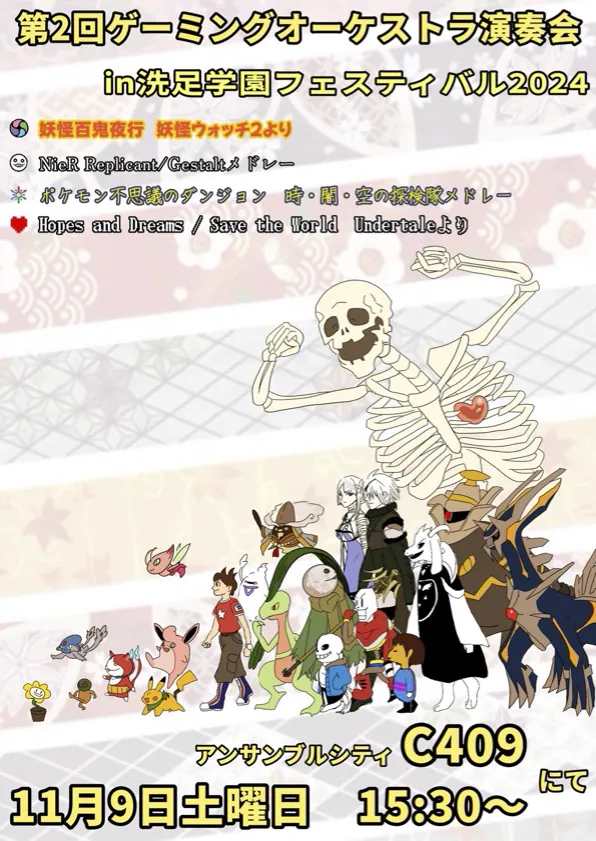 第2回ゲーミングオーケストラ演奏会
in洗足学園フェスティバル2024
妖怪百鬼夜行 妖怪ウォッチ2より
NieR Replicant/Gestaltメドレー
ポケモン不思議のダンジョン 時・闇・空の探検隊メドレー
Hopes and Dreams / Save the World Undertaleより
アンサンブルシティ C409
にて
11月9日土曜日 15:30〜